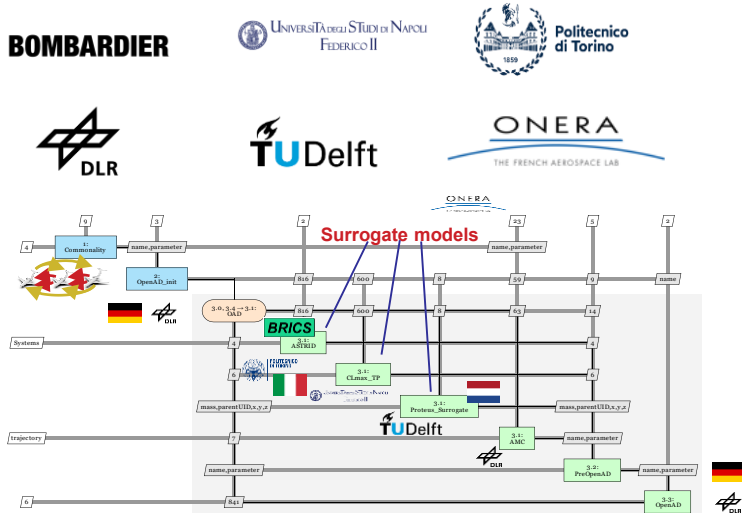 BOMBARDIER
UNIVERSITÀ DEGLI STUDI DI NAPOLI
FEDERICO II
1859
Politecnico
di Torino
DLR
TU Delft
ONERA
THE FRENCH AEROSPACE LAB
ONERA
9
3
2
23
5
2
Surrogate models
4
1:
Commonality
name,parameter
name,parameter
2:
OpenAD_init
816
600
8
59
9
name
DLR
3.0, 3.4→3.1:
OAD
816
600
8
63
14
BRICS
Systems
4
3.1:
ASTRID
4
6
POLITECNICO
DI TORINO
3.1:
CLmax_TP
6
mass,parentUID,x,y,z
3.1:
Proteus_Surrogate
mass,parentUID,x,y,z
TU Delft
trajectory
7
3.1:
AMC
name,parameter
DLR
name,parameter
3.2:
PreOpenAD
name,parameter
6
841
3.3:
OpenAD
DLR